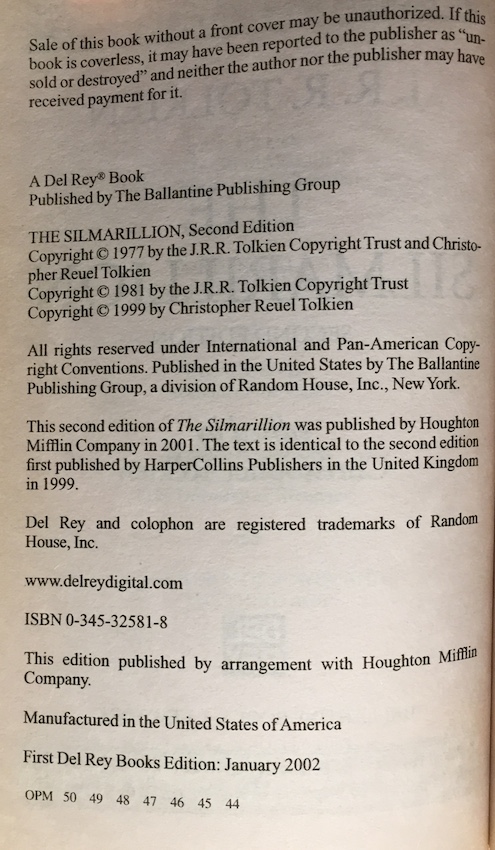 Sale of this book without a front cover may be unauthorized. If this
book is coverless, it may have been reported to the publisher as “un-
sold or destroyed” and neither the author nor the publisher may have
received payment for it.
A Del Rey® Book
Published by The Ballantine Publishing Group
THE SILMARILLION, Second Edition
Copyright © 1977 by the J.R.R. Tolkien Copyright Trust and Christo-
pher Reuel Tolkien
Copyright © 1981 by the J.R.R. Tolkien Copyright Trust
Copyright © 1999 by Christopher Reuel Tolkien
All rights reserved under International and Pan-American Copy-
right Conventions. Published in the United States by The Ballantine
Publishing Group, a division of Random House, Inc., New York.
This second edition of The Silmarillion was published by Houghton
Mifflin Company in 2001. The text is identical to the second edition
first published by HarperCollins Publishers in the United Kingdom
in 1999.
Del Rey and colophon are registered trademarks of Random
House, Inc.
www.delreydigital.com
ISBN 0-345-32581-8
This edition published by arrangement with Houghton Mifflin
Company.
Manufactured in the United States of America
First Del Rey Books Edition: January 2002
OPM 50 49 48 47 46 45 44